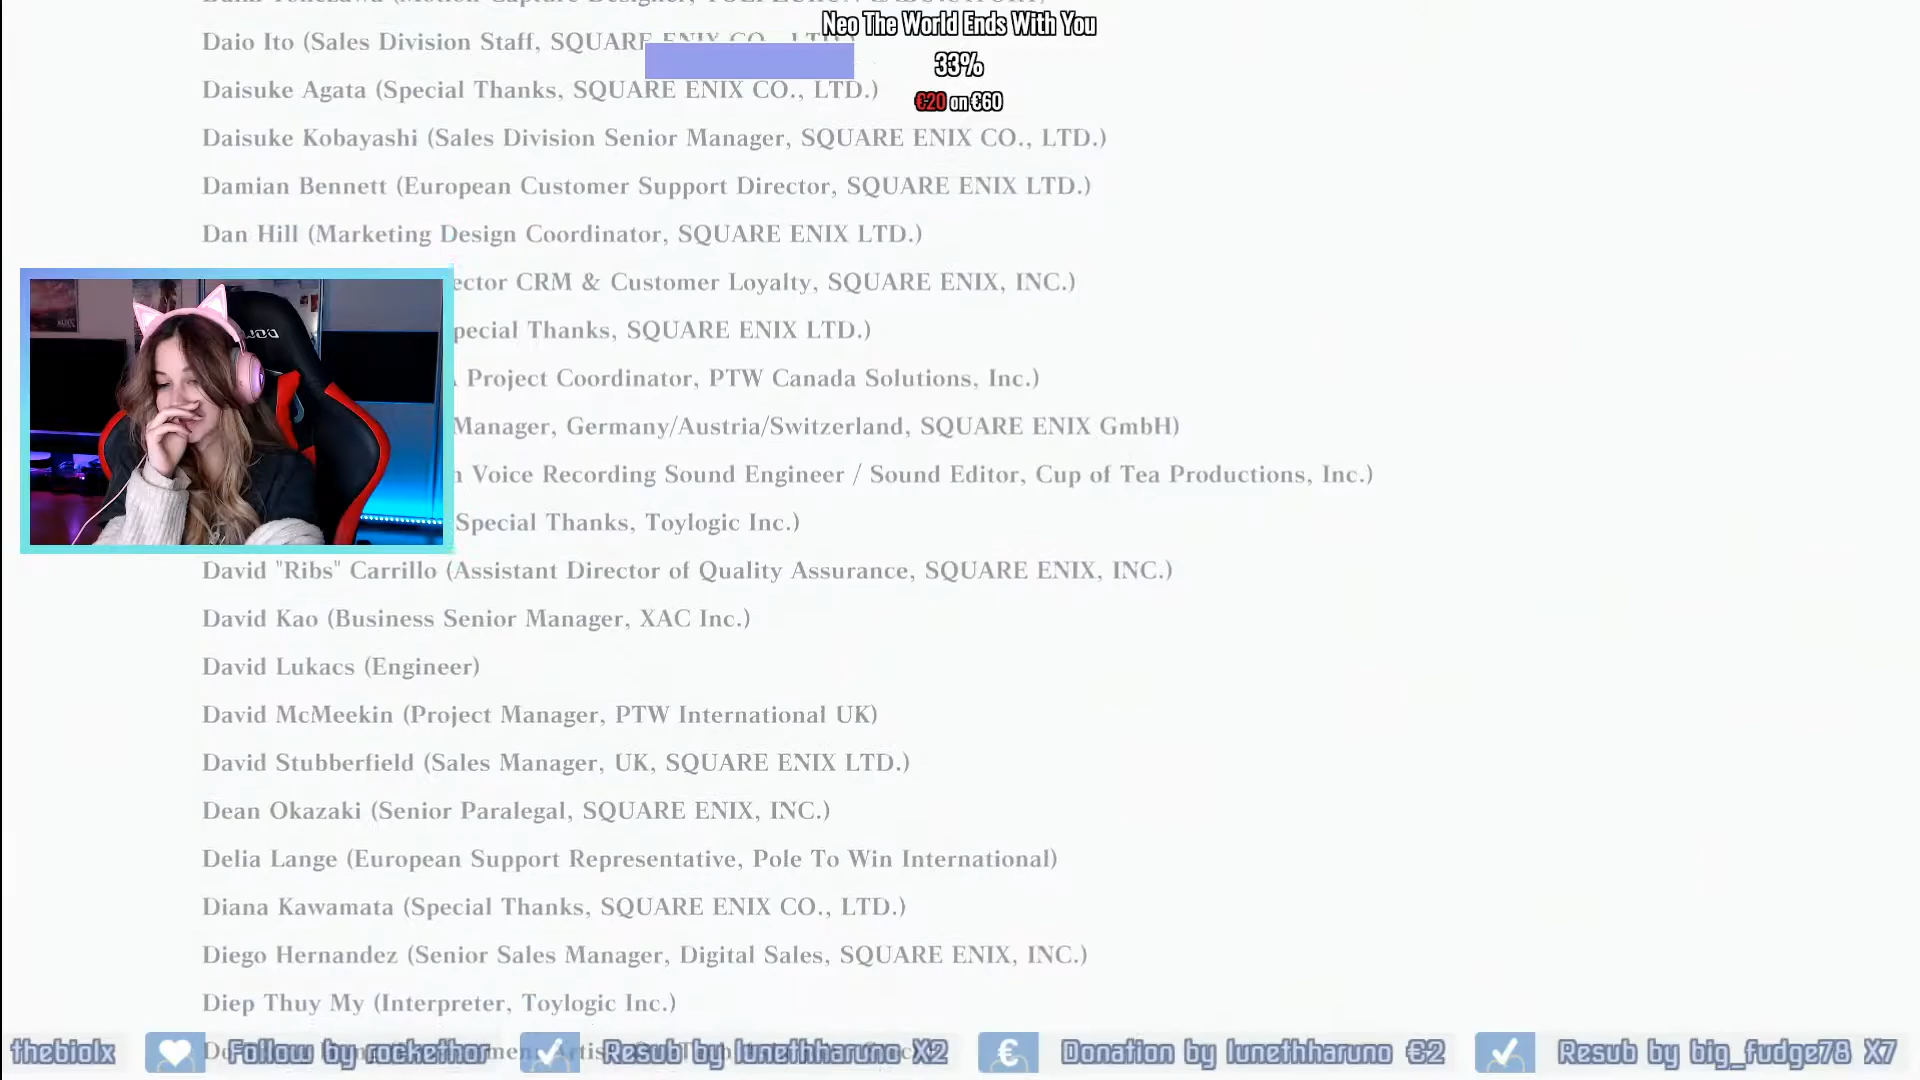 Neo The World Ends With You
33%
€20 on €60
Daio Ito (Sales Division Staff, SQUARE ENIX CO., LTD.)
Daisuke Agata (Special Thanks, SQUARE ENIX CO., LTD.)
Daisuke Kobayashi (Sales Division Senior Manager, SQUARE ENIX CO., LTD.)
Damian Bennett (European Customer Support Director, SQUARE ENIX LTD.)
Dan Hill (Marketing Design Coordinator, SQUARE ENIX LTD.)
ector CRM & Customer Loyalty, SQUARE ENIX, INC.)
pecial Thanks, SQUARE ENIX LTD.)
Project Coordinator, PTW Canada Solutions, Inc.)
Manager, Germany/Austria/Switzerland, SQUARE ENIX GmbH)
Voice Recording Sound Engineer / Sound Editor, Cup of Tea Productions, Inc.)
Special Thanks, Toylogic Inc.)
David "Ribs" Carrillo (Assistant Director of Quality Assurance, SQUARE ENIX, INC.)
David Kao (Business Senior Manager, XAC Inc.)
David Lukacs (Engineer)
David McMeekin (Project Manager, PTW International UK)
David Stubberfield (Sales Manager, UK, SQUARE ENIX LTD.)
Dean Okazaki (Senior Paralegal, SQUARE ENIX, INC.)
Delia Lange (European Support Representative, Pole To Win International)
Diana Kawamata (Special Thanks, SQUARE ENIX CO., LTD.)
Diego Hernandez (Senior Sales Manager, Digital Sales, SQUARE ENIX, INC.)
Diep Thuy My (Interpreter, Toylogic Inc.)
thebiolx Follow by rockethor Resub by lunethharuno X2 € Donation by lunethharuno €2 Resub by big_fudge78 X7